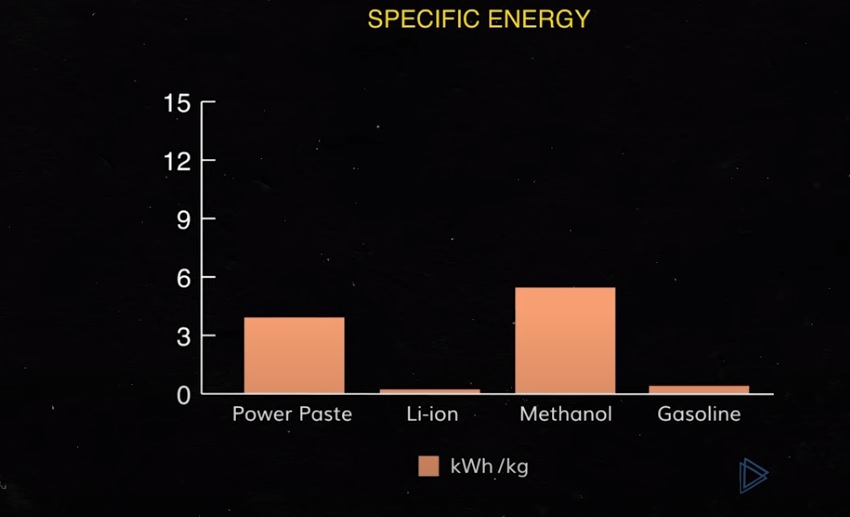 SPECIFIC ENERGY
15
12
9
6
3
0
Power Paste Li-ion Methanol Gasoline
kWh/kg